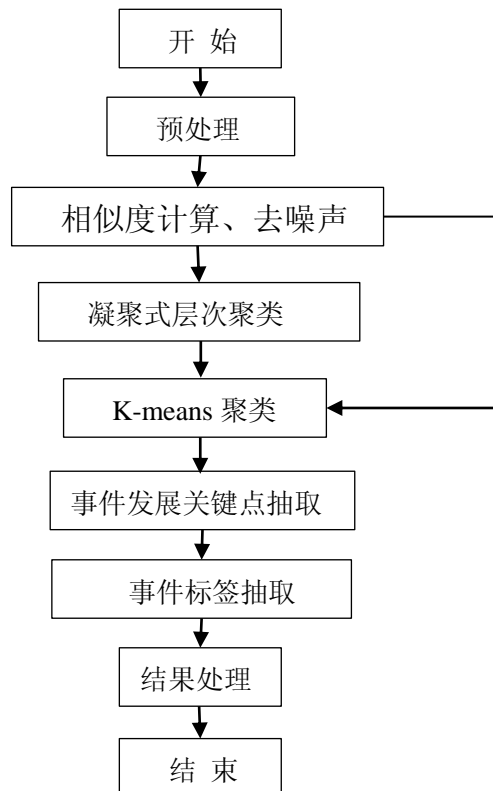 开 始
预处理
相似度计算、去噪声
凝聚式层次聚类
K-means 聚类
事件发展关键点抽取
事件标签抽取
结果处理
结 束